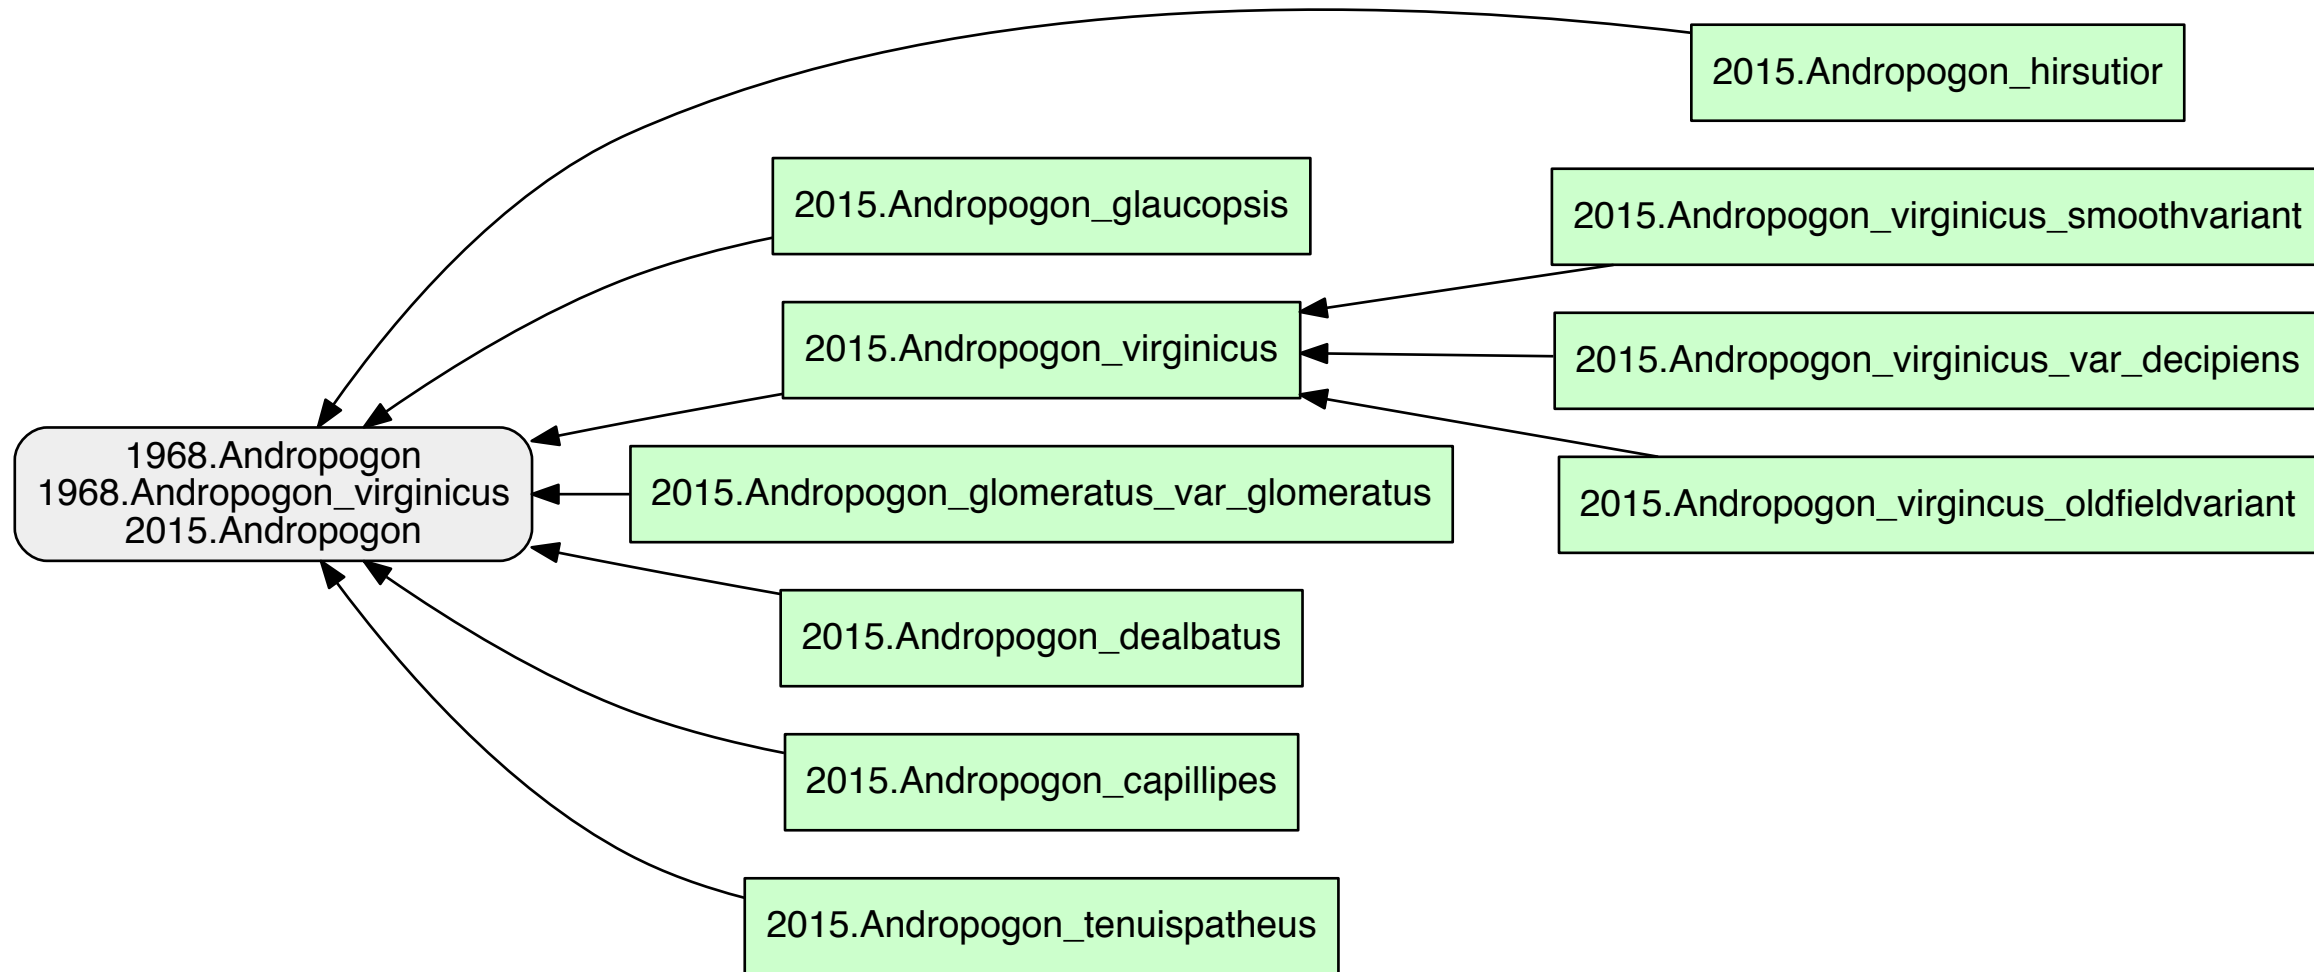 2015.Andropogon_hirsutior
2015.Andropogon_glaucopsis
2015.Andropogon_virginicus_smoothvariant
2015.Andropogon_virginicus
2015.Andropogon_virginicus_var_decipiens
1968.Andropogon
1968.Andropogon_virginicus
2015.Andropogon
2015.Andropogon_glomeratus_var_glomeratus
2015.Andropogon_virgincus_oldfieldvariant
2015.Andropogon_dealbatus
2015.Andropogon_capillipes
2015.Andropogon_tenuispatheus